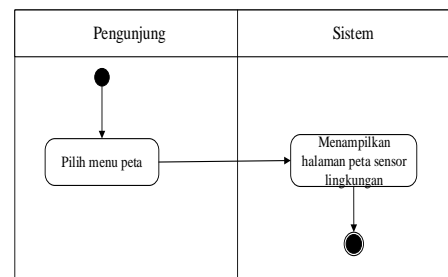 Pengunjung
Sistem
Pilih menu peta
Menampilkan
halaman peta sensor
lingkungan